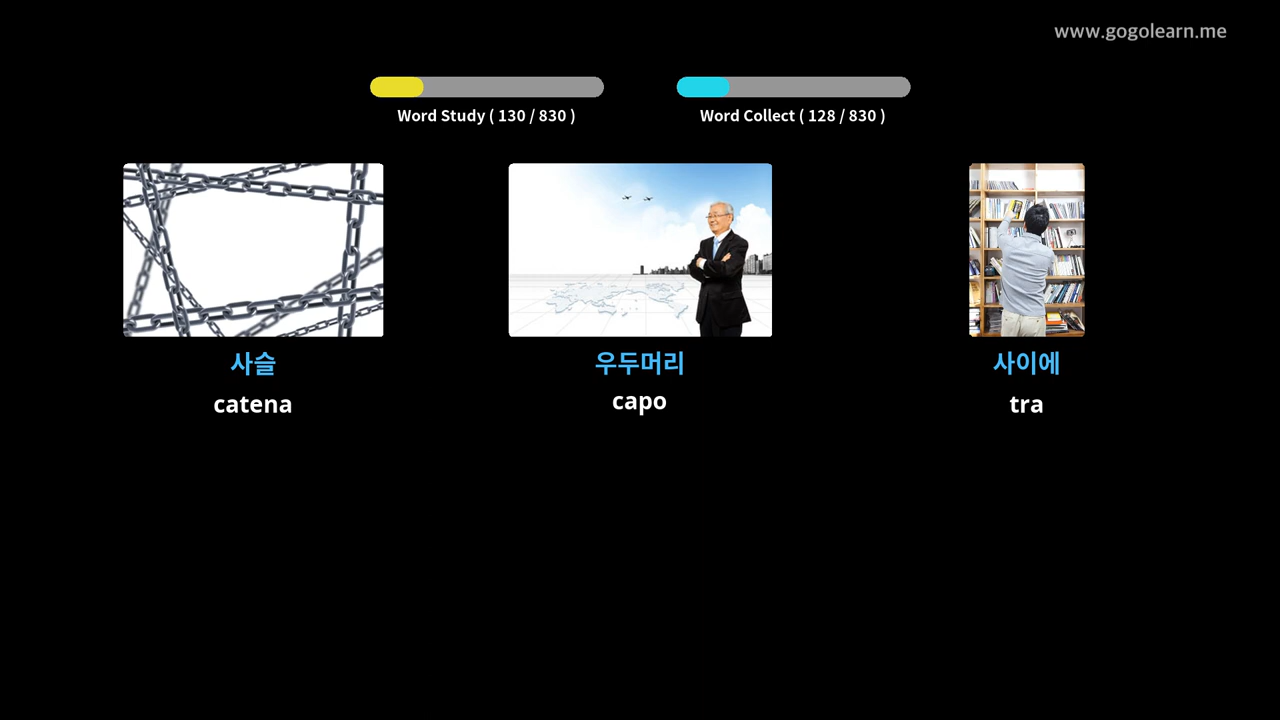 www.gogolearn.me
Word Study ( 130 / 830 )
Word Collect ( 128 / 830 )
사슬
catena
우두머리
capo
사이에
tra